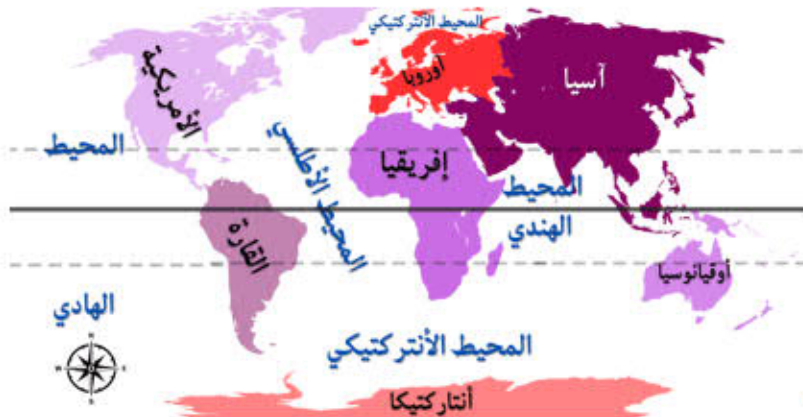 المحيط الأنتركتيكي
أوروبا
آسيا
الأمريكية
المحيط
المحيط الأطلسي
إفريقيا
المحيط
الهندي
القارة
أوقيانوسيا
الهادي
المحيط الأنتركتيكي
أنتاركتيكا
N
W
E
S